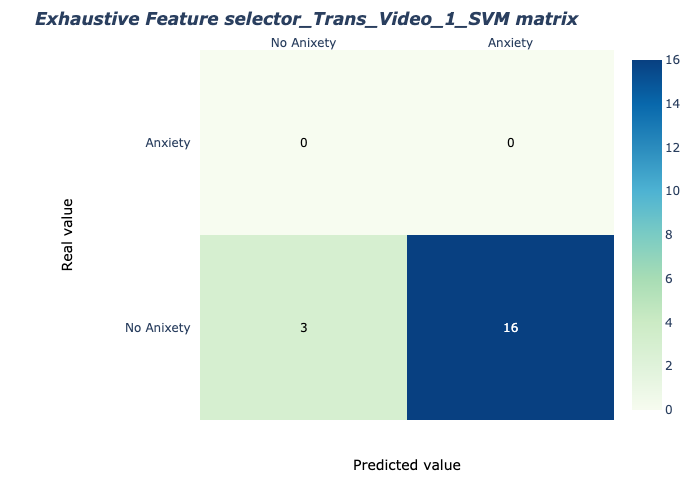 Exhaustive Feature selector_Trans_Video_1_SVM matrix
No Anixety Anxiety
16
14
12
10
8
6
4
2
0
Real value
Anxiety 0 0
No Anixety 3 16
Predicted value